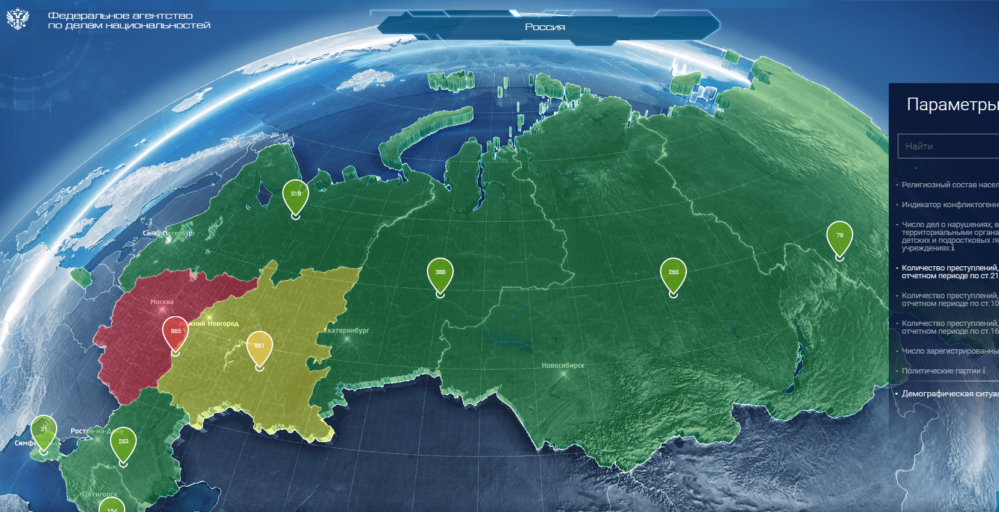 Федеральное агентство
по делам национальностей
Россия
Параметры
Найти
Религиозный состав насел
Индикатор конфликтогенн
Число дел о нарушениях, в
территориальными органа
детских и подростковых ле
учреждениях i
Количество преступлений,
отчетном периоде по ст.21
Количество преступлений,
отчетном периоде по ст.10
Количество преступлений,
отчетном периоде по ст.16
Число зарегистрированны
Политические партии i
Демографическая ситуац
515
Санкт-Петербург
79
388
260
Москва
Нижний Новгород
865
Екатеринбург
661
Новосибирск
31
Ростов-на-Дону
283
Симферополь
Пятигорск
154